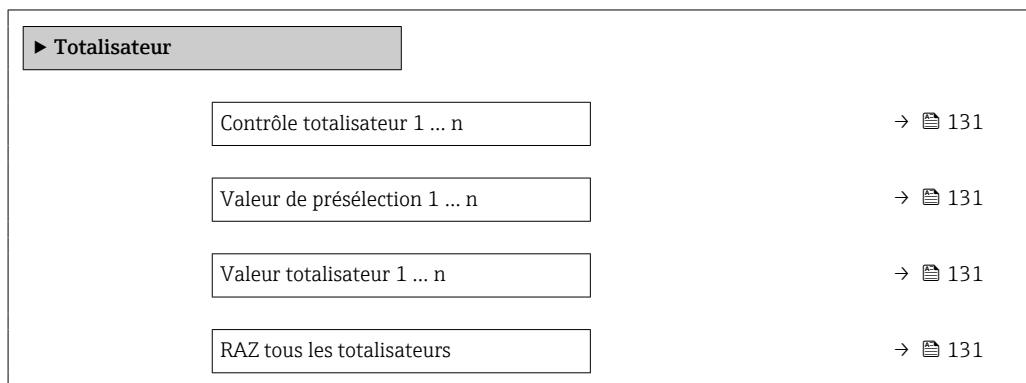 ▶ Totalisateur
Contrôle totalisateur 1 … n → 131
Valeur de présélection 1 … n → 131
Valeur totalisateur 1 … n → 131
RAZ tous les totalisateurs → 131